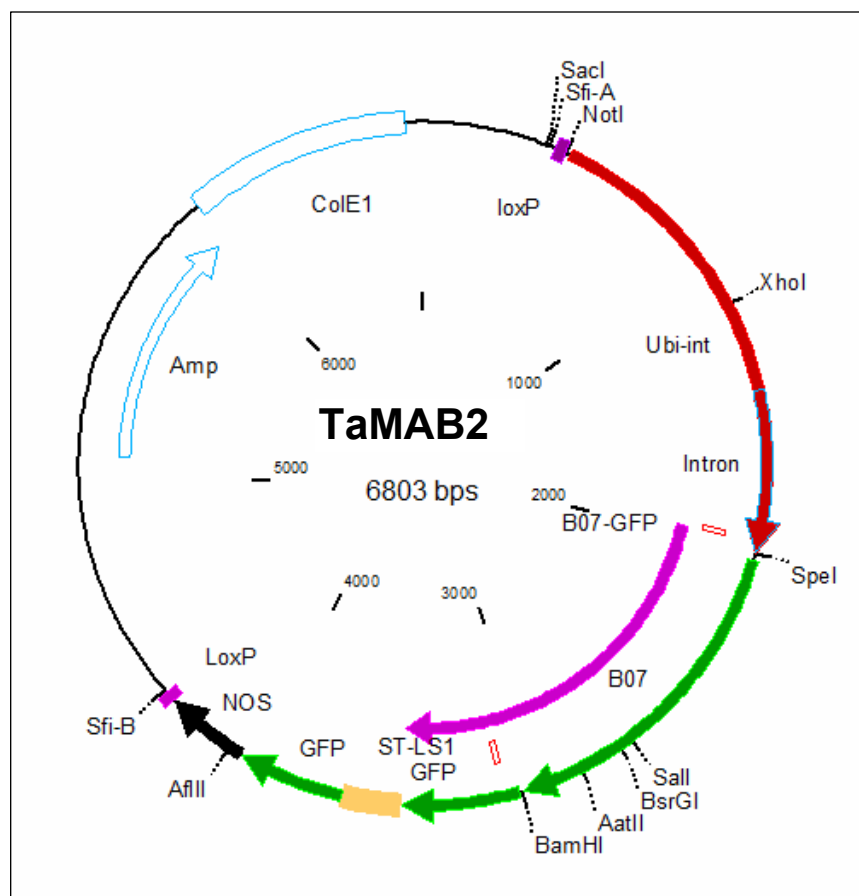 SacI
Sfi-A
NotI
ColE1
loxP
XhoI
Amp
Ubi-int
6000
1000
TaMAB2
Intron
5000
6803 bps
2000
B07-GFP
SpeI
4000
3000
LoxP
B07
Sfi-B
NOS
GFP
ST-LS1
GFP
SalI
BsrGI
AflII
AatII
BamHI